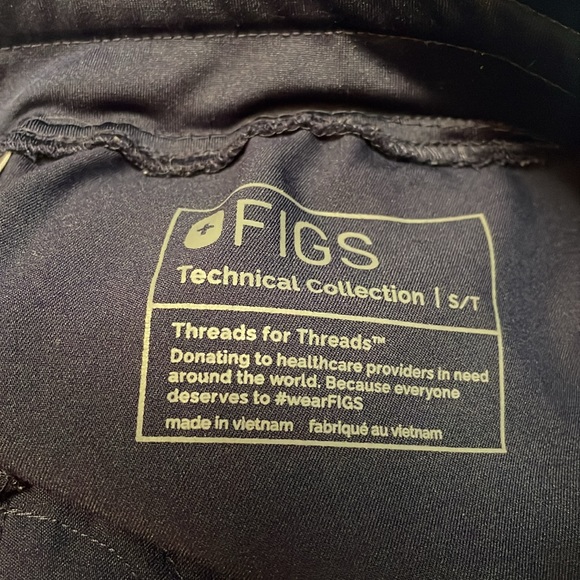 FIGS
Technical Collection | S/T
Threads for Threads™
Donating to healthcare providers in need
around the world. Because everyone
deserves to #wearFIGS
made in vietnam fabriqué au vietnam